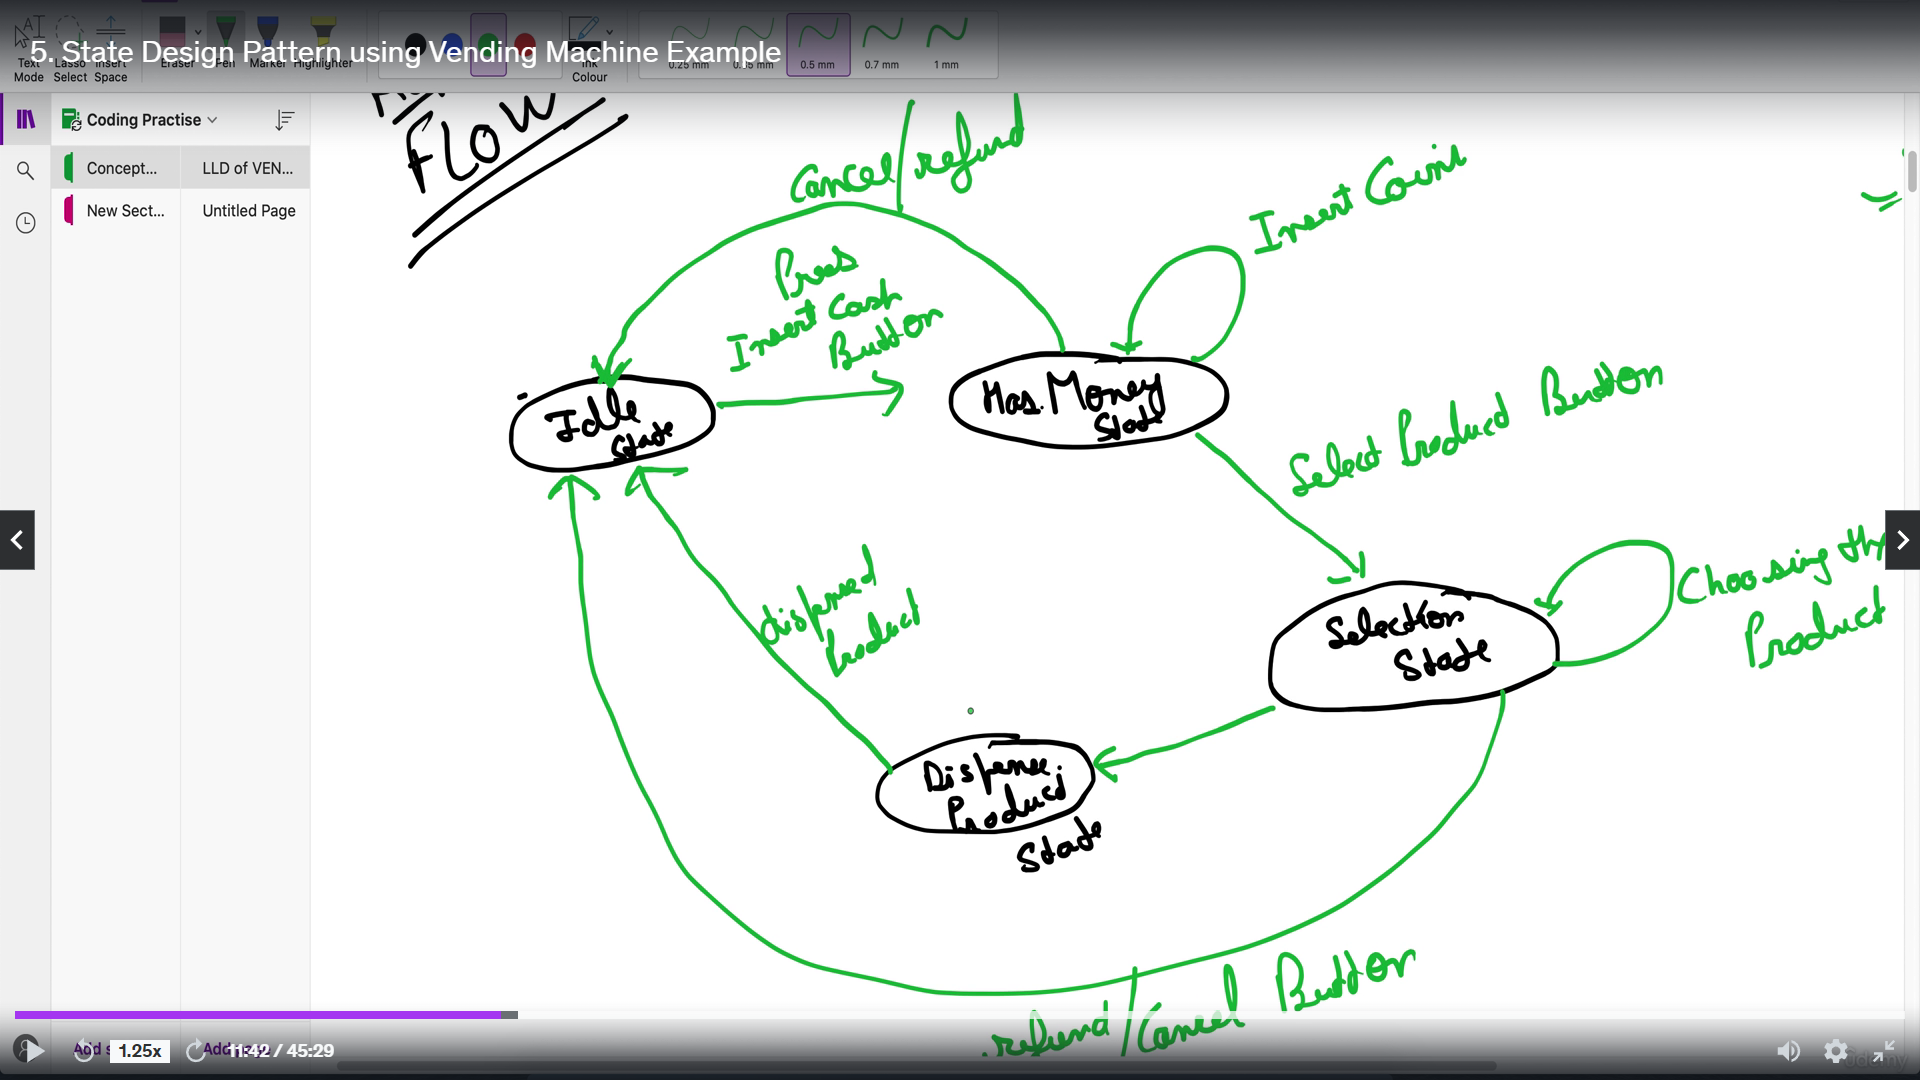 5. State Design Pattern using Vending Machine Example
Text Mode
Lasso Select
Insert Space
Eraser
Pen
Marker
Highlighter
Ink Colour
0.25 mm
0.5 mm
0.7 mm
1 mm
Coding Practise
Concept...
LLD of VEN...
New Sect...
Untitled Page
FLOW
Cancel/refund
Insert Coins
Press
Insert Cash
Button
Idle
State
Has Money
State
Select Product Button
Choosing the
Product
Selection
State
dispensed
Product
Dispense
Product
State
refund/Cancel Button
1.25x
11:42 / 45:29
Udemy